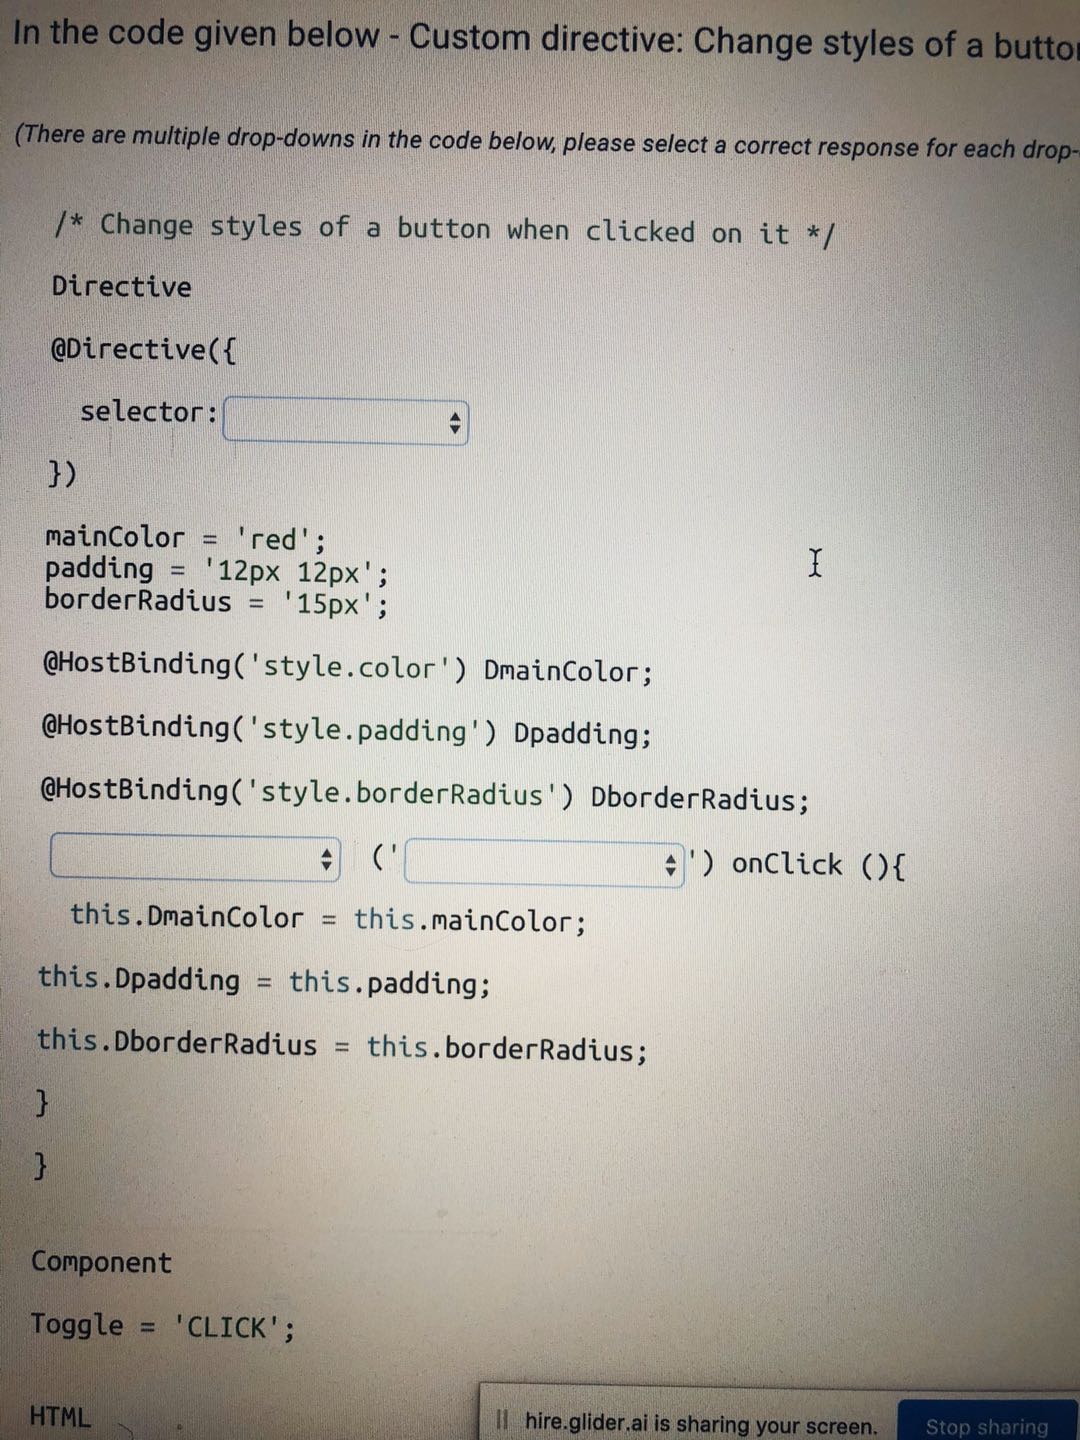 In the code given below - Custom directive: Change styles of a button
(There are multiple drop-downs in the code below, please select a correct response for each drop-
/* Change styles of a button when clicked on it */
Directive
@Directive({
selector:
})
mainColor = 'red';
padding = '12px 12px';
borderRadius = '15px';
@HostBinding('style.color') DmainColor;
@HostBinding('style.padding') Dpadding;
@HostBinding('style.borderRadius') DborderRadius;
(' ') onClick (){
this.DmainColor = this.mainColor;
this.Dpadding = this.padding;
this.DborderRadius = this.borderRadius;
}
}
Component
Toggle = 'CLICK';
HTML
hire.glider.ai is sharing your screen. Stop sharing